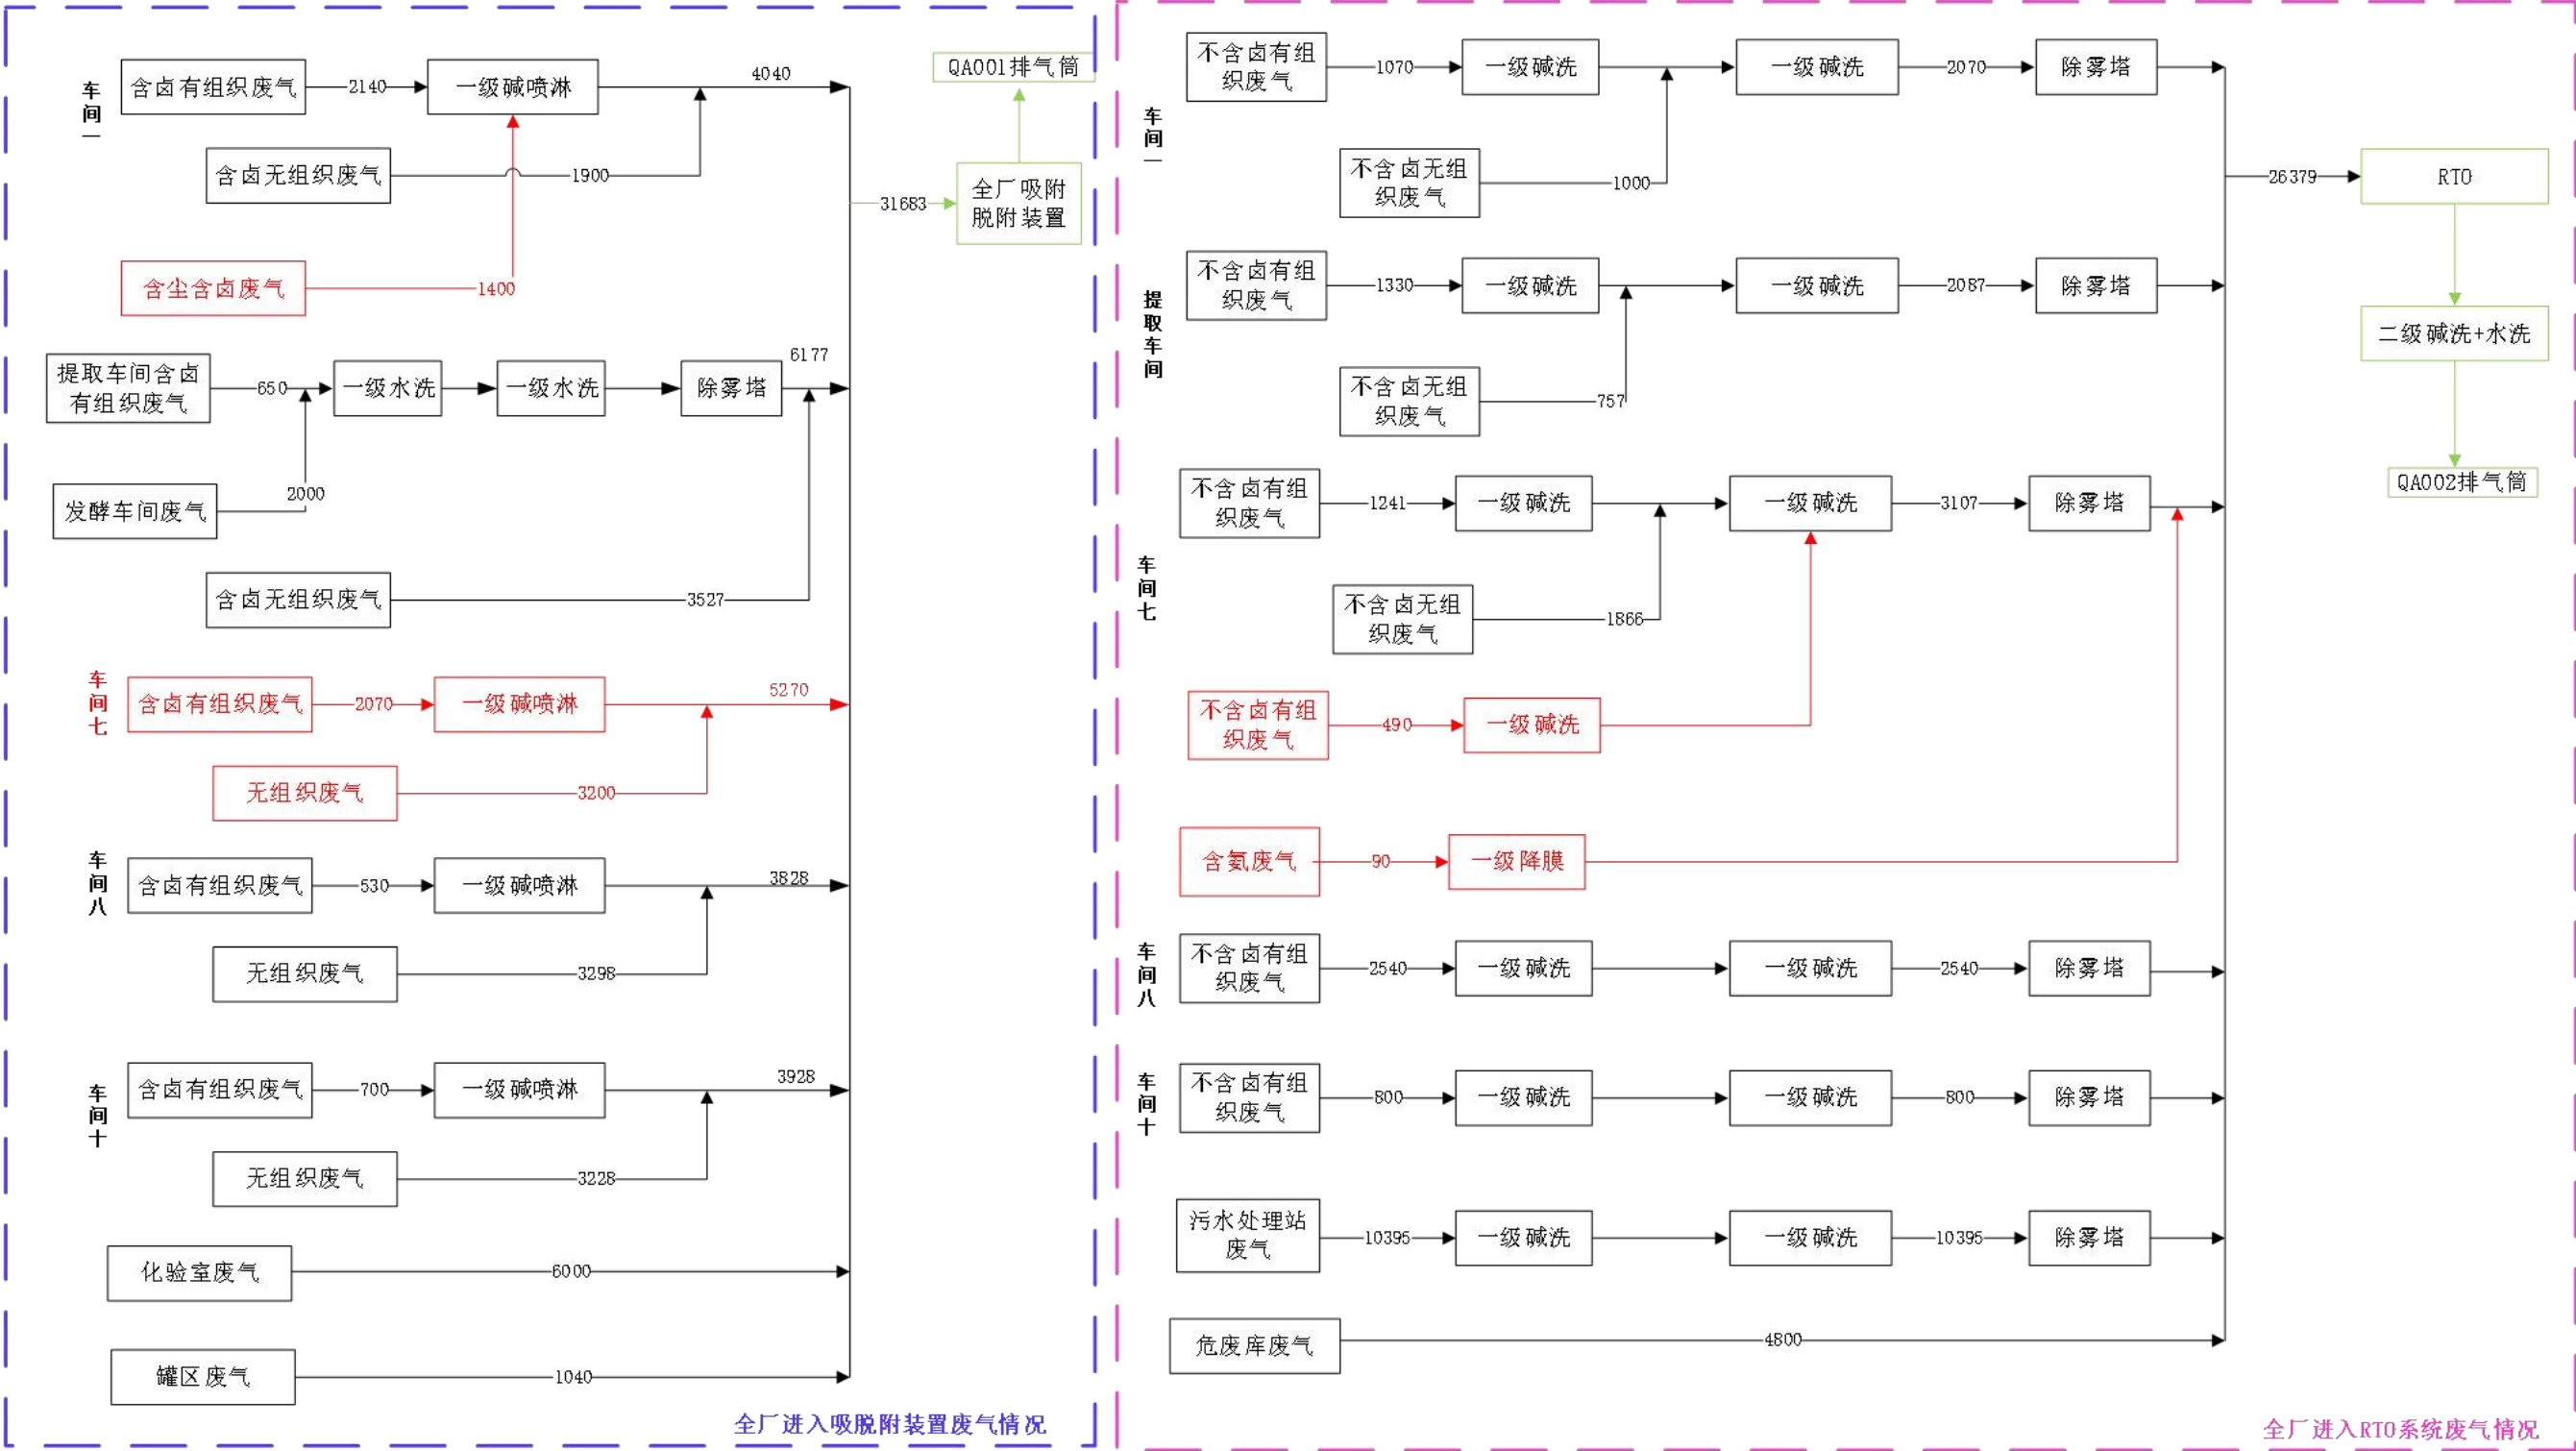 车间一
含卤有组织废气
2140
一级碱喷淋
4040
含卤无组织废气
1900
含尘含卤废气
1400
提取车间含卤
有组织废气
650
一级水洗
一级水洗
除雾塔
6177
发酵车间废气
2000
含卤无组织废气
3527
车间七
含卤有组织废气
2070
一级碱喷淋
5270
无组织废气
3200
车间八
含卤有组织废气
530
一级碱喷淋
3828
无组织废气
3298
车间十
含卤有组织废气
700
一级碱喷淋
3928
无组织废气
3228
化验室废气
6000
罐区废气
1040
31683
全厂吸附
脱附装置
QA001排气筒
全厂进入吸脱附装置废气情况
车间一
不含卤有组
织废气
1070
一级碱洗
一级碱洗
2070
除雾塔
不含卤无组
织废气
1000
提取车间
不含卤有组
织废气
1330
一级碱洗
一级碱洗
2087
除雾塔
不含卤无组
织废气
757
车间七
不含卤有组
织废气
1241
一级碱洗
一级碱洗
3107
除雾塔
不含卤无组
织废气
1866
不含卤有组
织废气
490
一级碱洗
含氨废气
90
一级降膜
车间八
不含卤有组
织废气
2540
一级碱洗
一级碱洗
2540
除雾塔
车间十
不含卤有组
织废气
800
一级碱洗
一级碱洗
800
除雾塔
污水处理站
废气
10395
一级碱洗
一级碱洗
10395
除雾塔
危废库废气
4800
26379
RTO
二级碱洗+水洗
QA002排气筒
全厂进入RTO系统废气情况